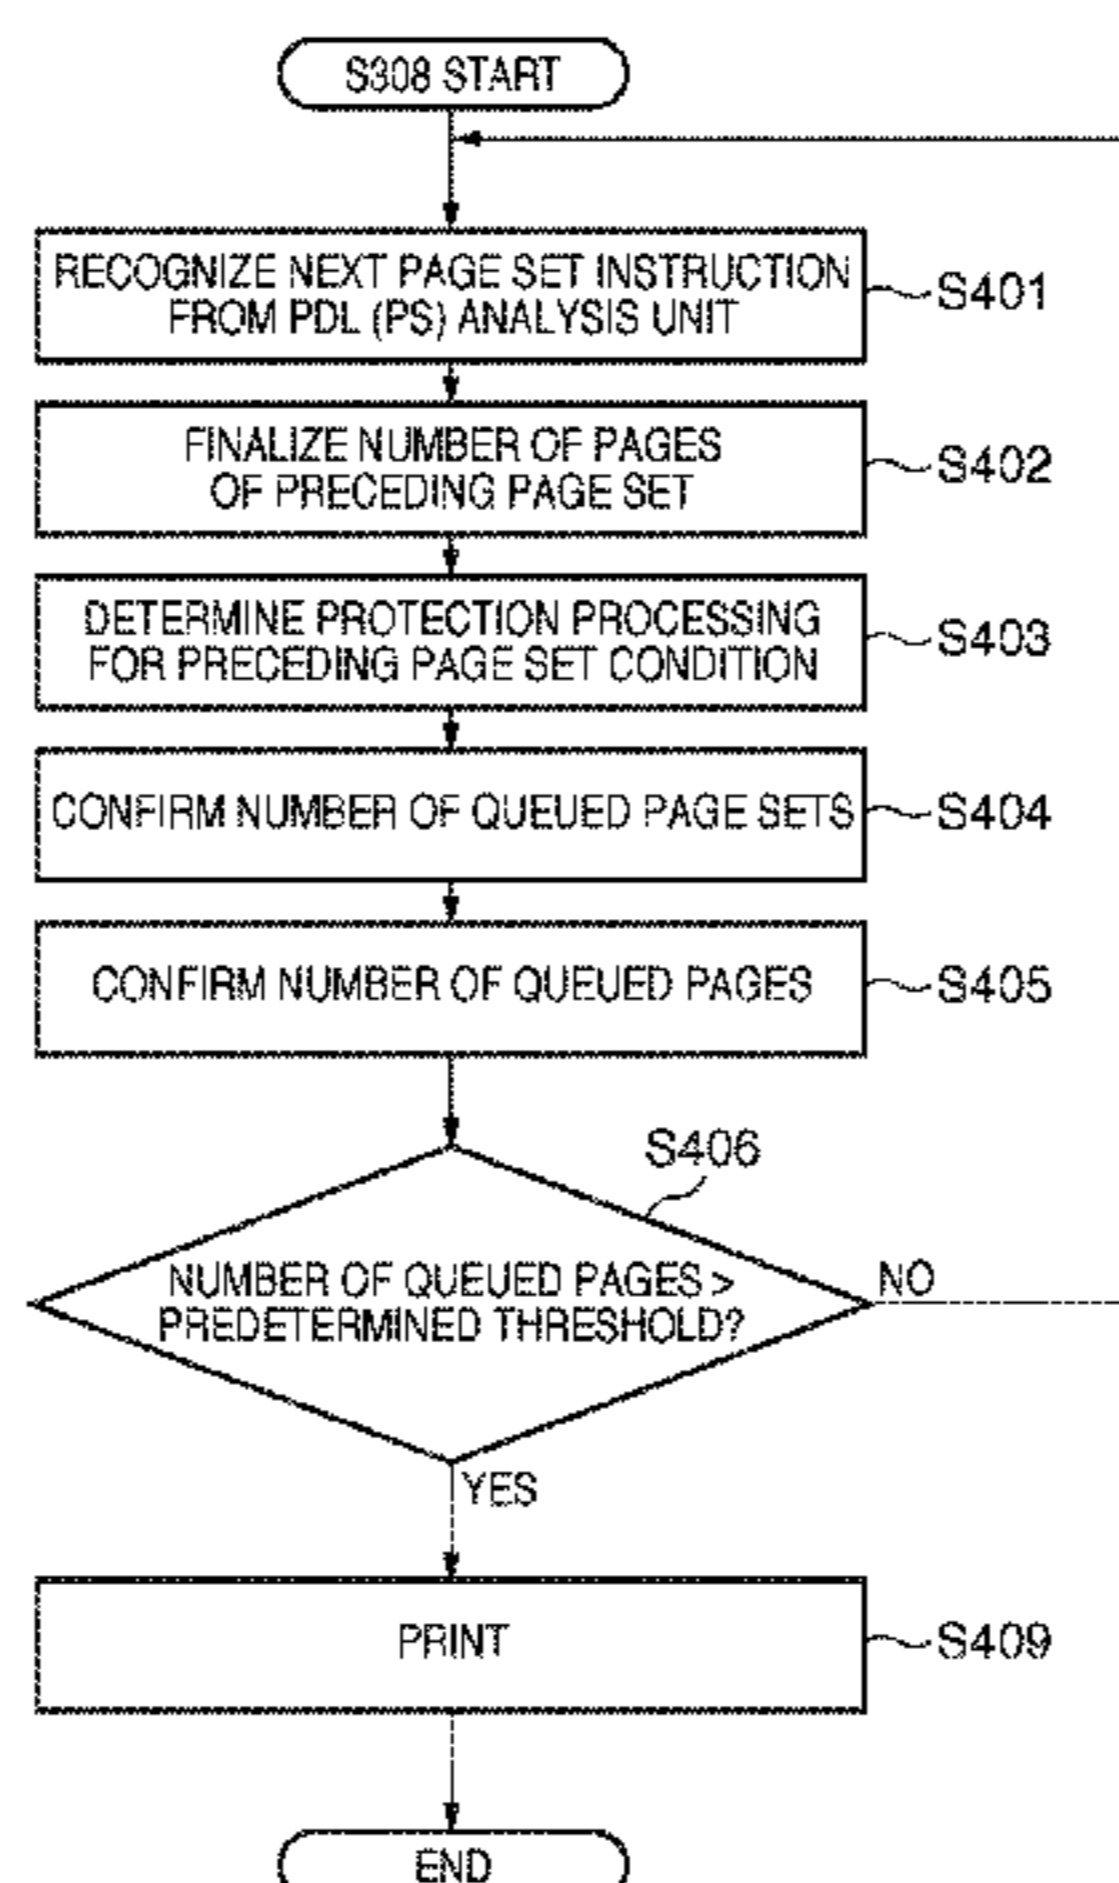 S308 START
RECOGNIZE NEXT PAGE SET INSTRUCTION
FROM PDL (PS) ANALYSIS UNIT
S401
FINALIZE NUMBER OF PAGES
OF PRECEDING PAGE SET
S402
DETERMINE PROTECTION PROCESSING
FOR PRECEDING PAGE SET CONDITION
S403
CONFIRM NUMBER OF QUEUED PAGE SETS
S404
CONFIRM NUMBER OF QUEUED PAGES
S405
S406
NUMBER OF QUEUED PAGES >
PREDETERMINED THRESHOLD?
NO
YES
PRINT
S409
END